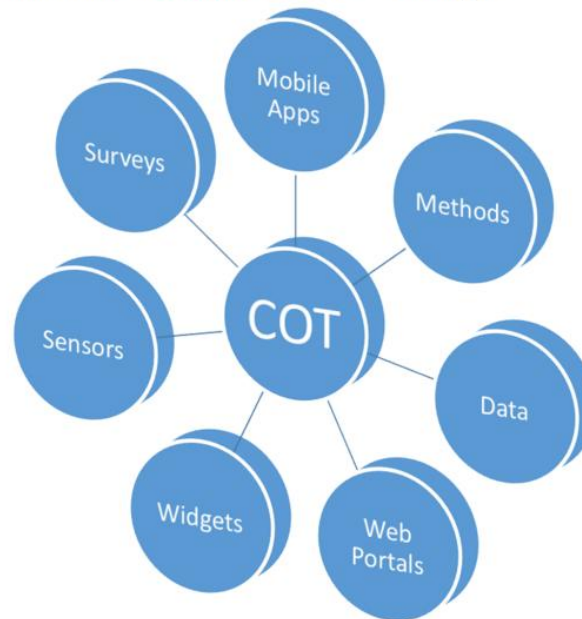 Mobile
Apps
Surveys
Methods
COT
Sensors
Data
Widgets
Web
Portals